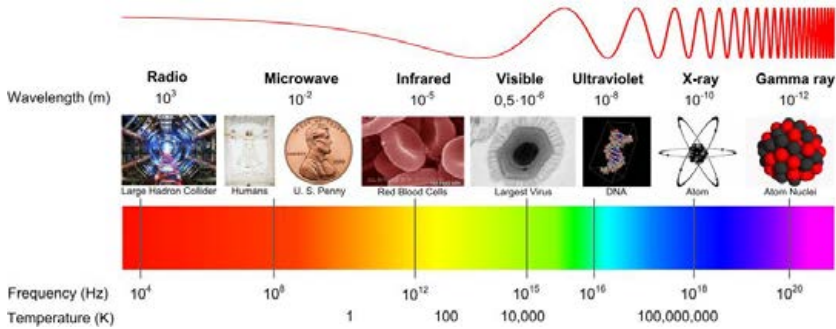 Radio Microwave Infrared Visible Ultraviolet X-ray Gamma ray
Wavelength (m) 10³ 10⁻² 10⁻⁵ 0,5·10⁻⁶ 10⁻⁸ 10⁻¹⁰ 10⁻¹²
Large Hadron Collider Humans U. S. Penny Red Blood Cells Largest Virus DNA Atom Atom Nuclei
Frequency (Hz) 10⁴ 10⁸ 10¹² 10¹⁵ 10¹⁶ 10¹⁸ 10²⁰
Temperature (K) 1 100 10,000 100,000,000